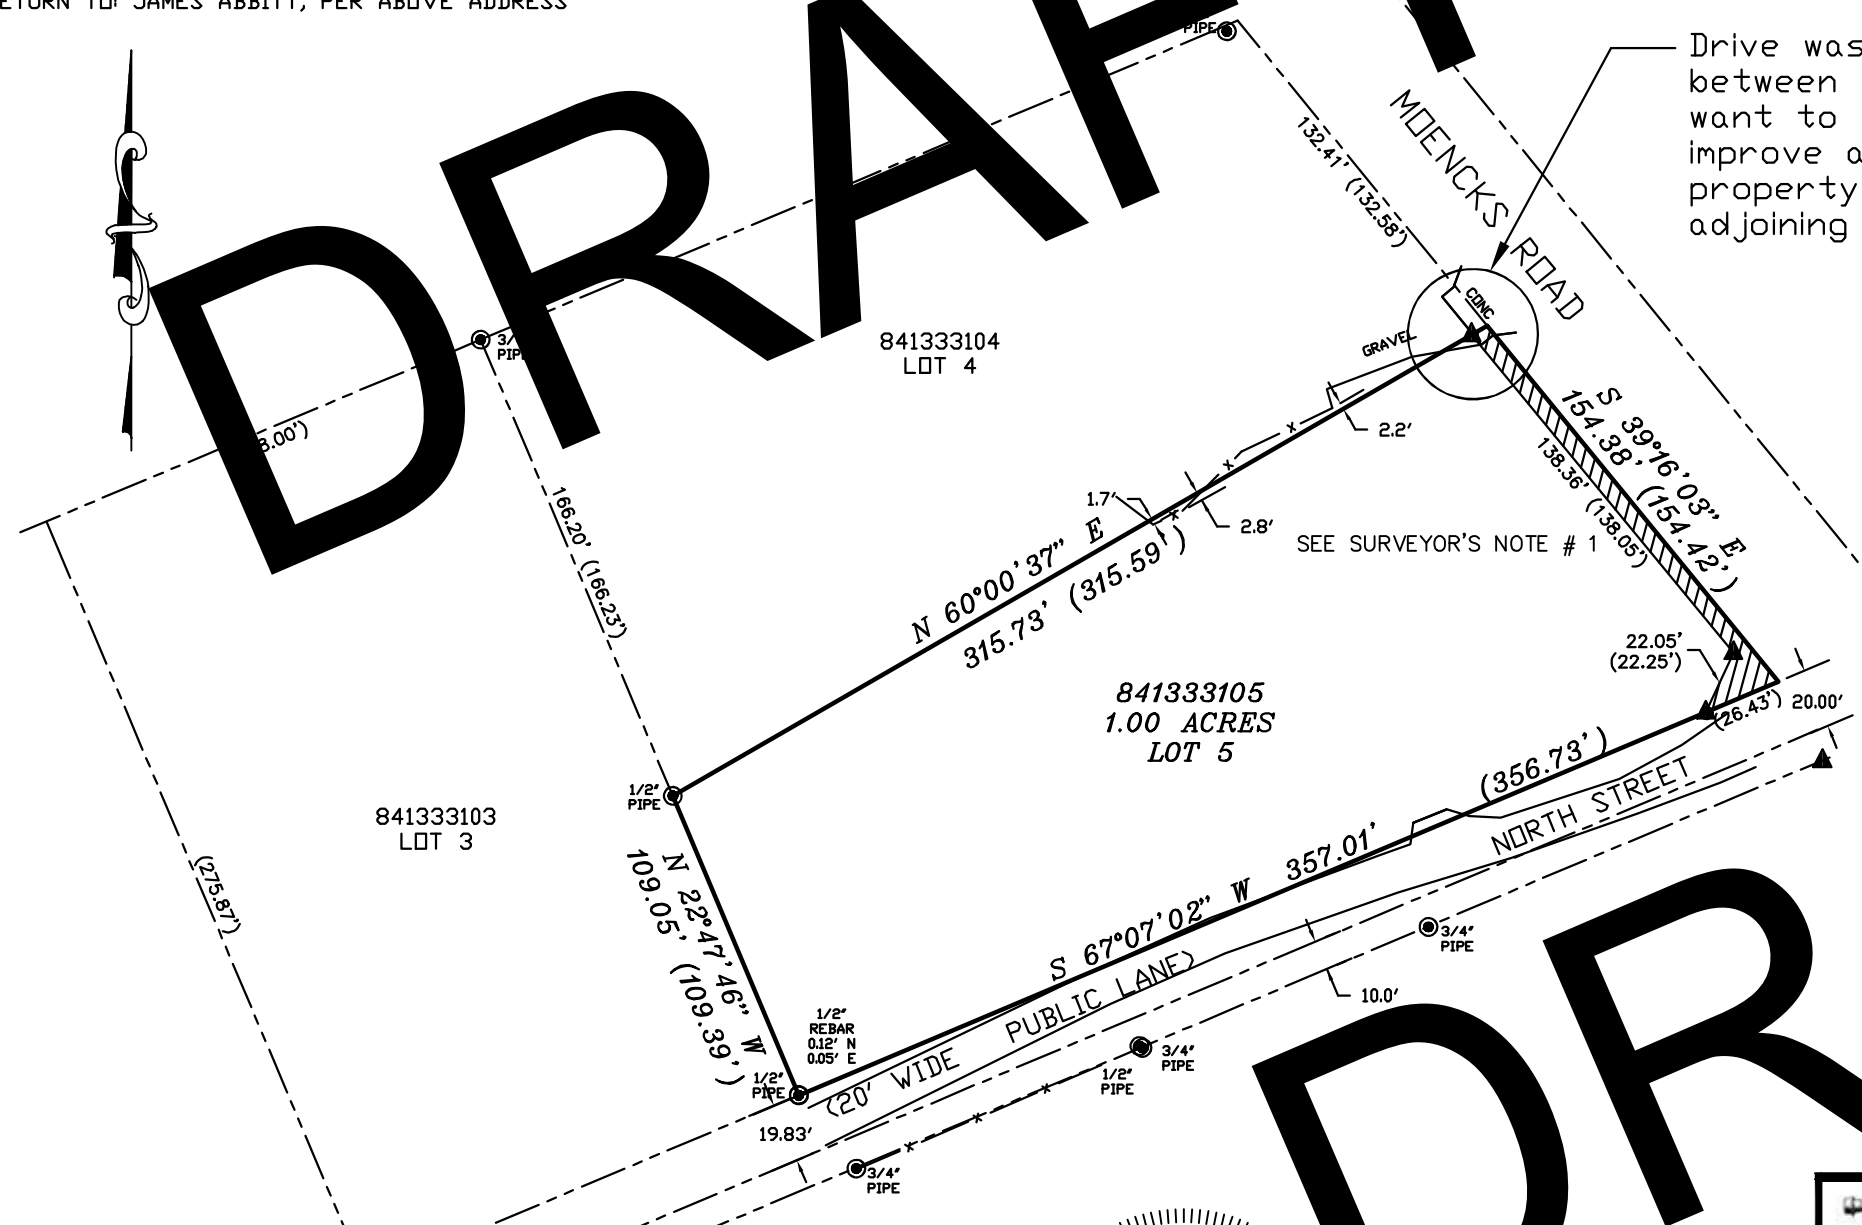 RETURN TO: JAMES ABBITT, PER ABOVE ADDRESS
DRAFT
PIPE
Drive was
between
want to
improve a
property
adjoining
MOENCKS ROAD
132.41' (132.58')
CONC
GRAVEL
3/
PIPE
841333104
LOT 4
8.00')
166.20' (166.23')
2.2'
1.7'
2.8'
SEE SURVEYOR'S NOTE # 1
S 39°16'03" E
154.38' (154.42')
138.36' (138.05')
N 60°00'37" E
315.73' (315.59')
22.05'
(22.25')
(26.43')
20.00'
841333105
1.00 ACRES
LOT 5
1/2"
PIPE
841333103
LOT 3
(275.87')
N 22°47'46" W
109.05' (109.39')
S 67°07'02" W 357.01' (356.73')
NORTH STREET
(20' WIDE PUBLIC LANE)
1/2"
REBAR
0.12' N
0.05' E
1/2"
PIPE
19.83'
3/4"
PIPE
10.0'
3/4"
PIPE
1/2"
PIPE
3/4"
PIPE
DR